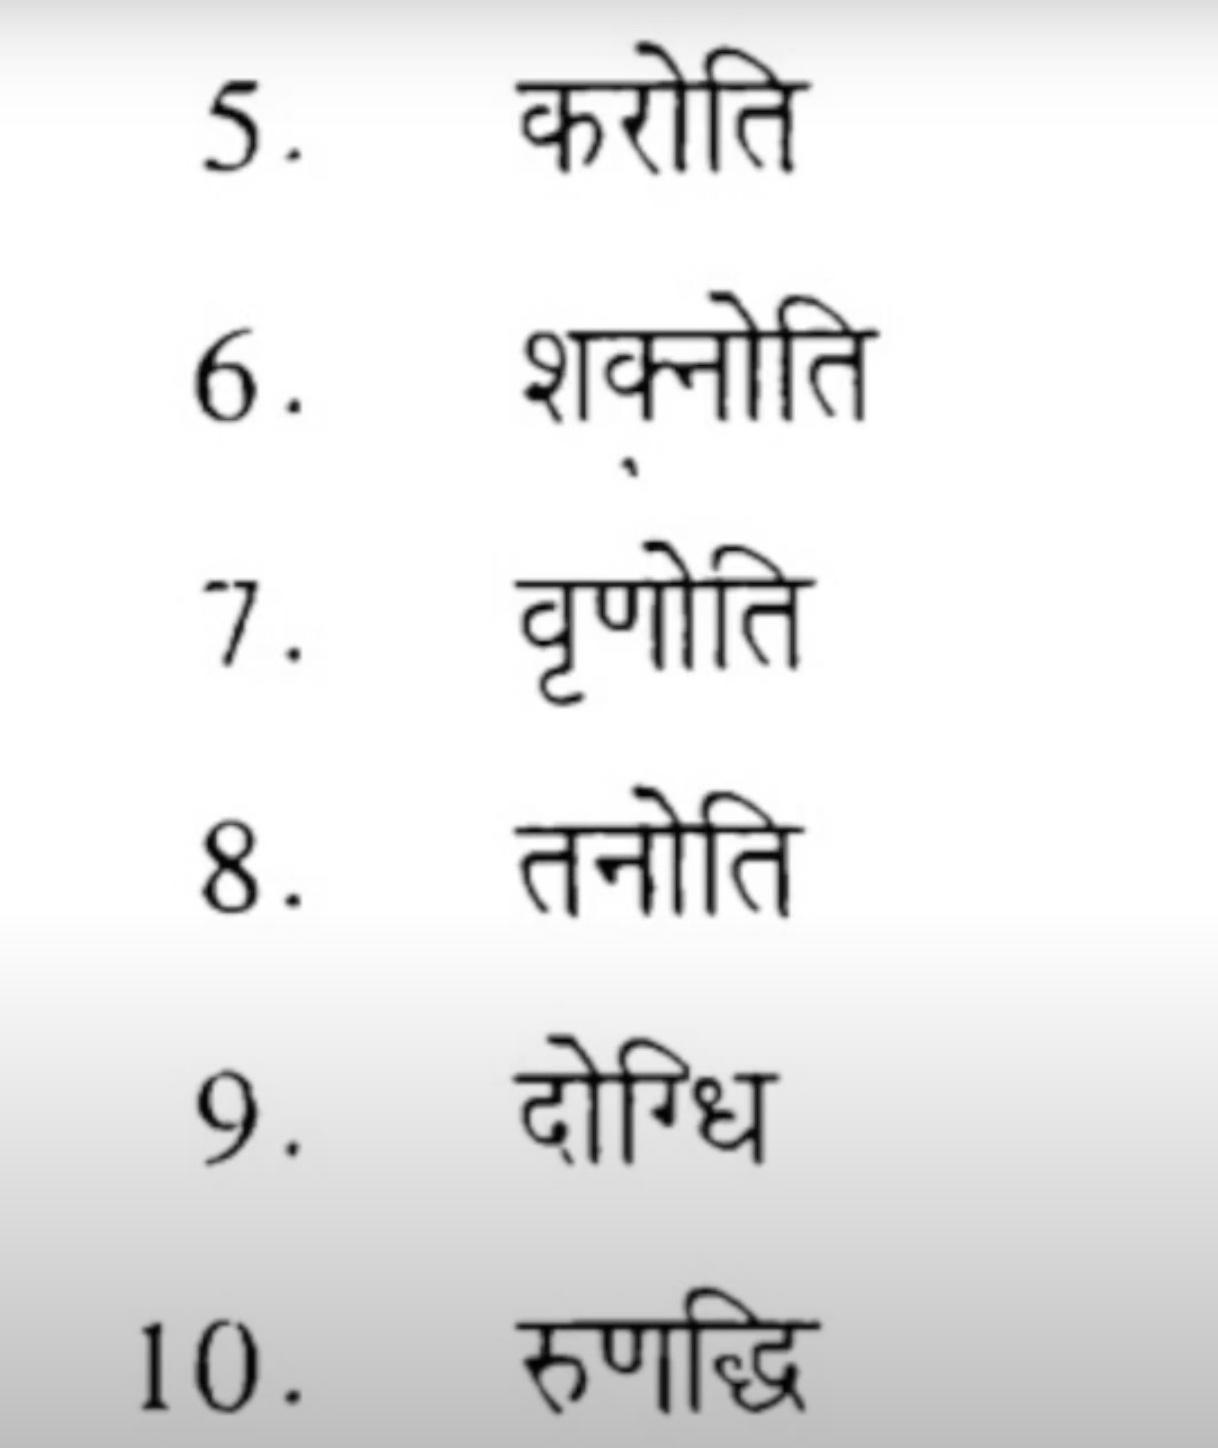 5. करोति
6. शक्नोति
7. वृणोति
8. तनोति
9. दोग्धि
10. रुणद्धि